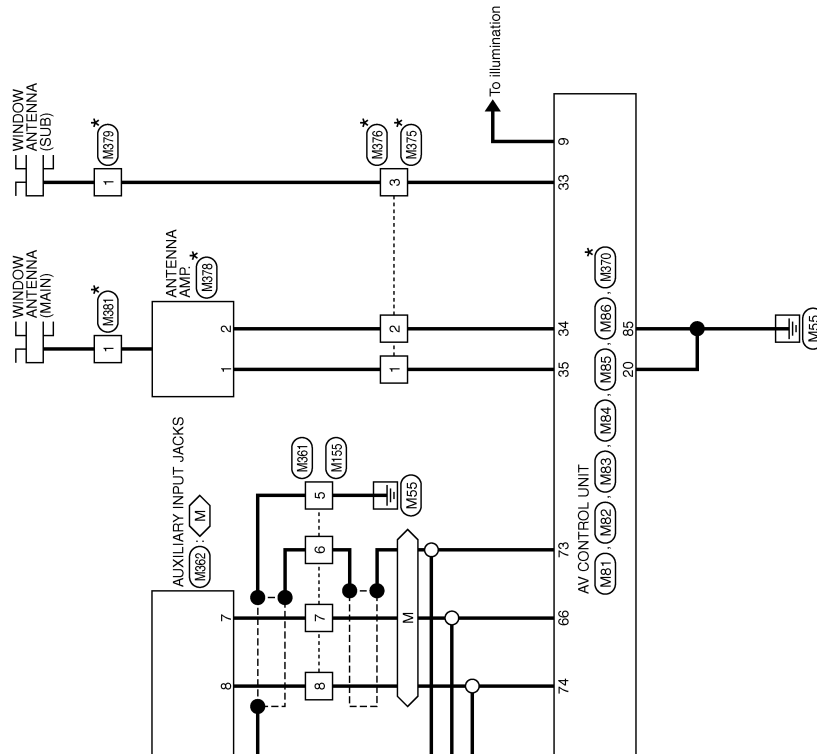 WINDOW
ANTENNA
(SUB)
WINDOW
ANTENNA
(MAIN)
To illumination
1
*
M379
1
*
M381
ANTENNA
AMP.
*
M378
2
1
3
*
M376
*
M375
2
1
9
33
34
35
AUXILIARY INPUT JACKS
M362 : M
7
8
M361
M155
5
6
7
8
M55
M
73
66
74
AV CONTROL UNIT
M81 , M82 , M83 , M84 , M85 , M86 , M370 *
85
20
M55